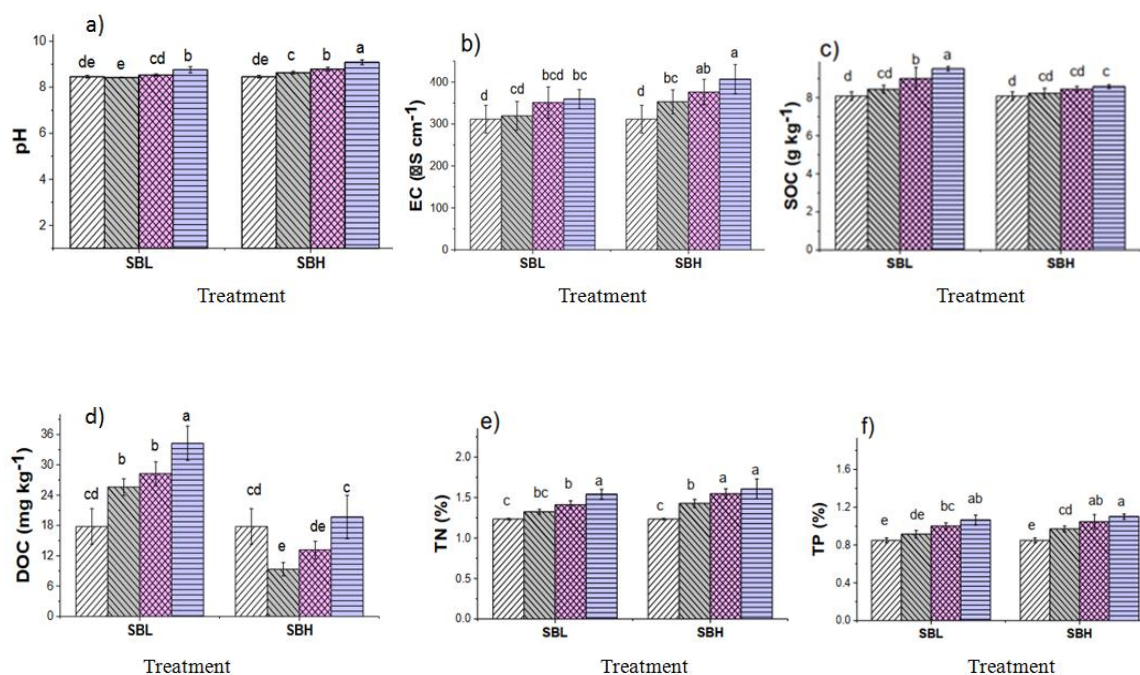 a)
de e cd b de c b a
10
8
6
4
2
pH
SBL SBH
Treatment
b)
d cd bcd bc d bc ab a
400
300
200
100
0
EC (⍰S cm⁻¹)
SBL SBH
Treatment
c)
d cd b a d cd cd c
8
6
4
2
0
SOC (g kg⁻¹)
SBL SBH
Treatment
d)
cd b b a cd e de c
36
30
24
18
12
6
0
DOC (mg kg⁻¹)
SBL SBH
Treatment
e)
c bc b a c b a a
2.0
1.5
1.0
0.5
0.0
TN (%)
SBL SBH
Treatment
f)
e de bc ab e cd ab a
1.6
1.2
0.8
0.4
0.0
TP (%)
SBL SBH
Treatment